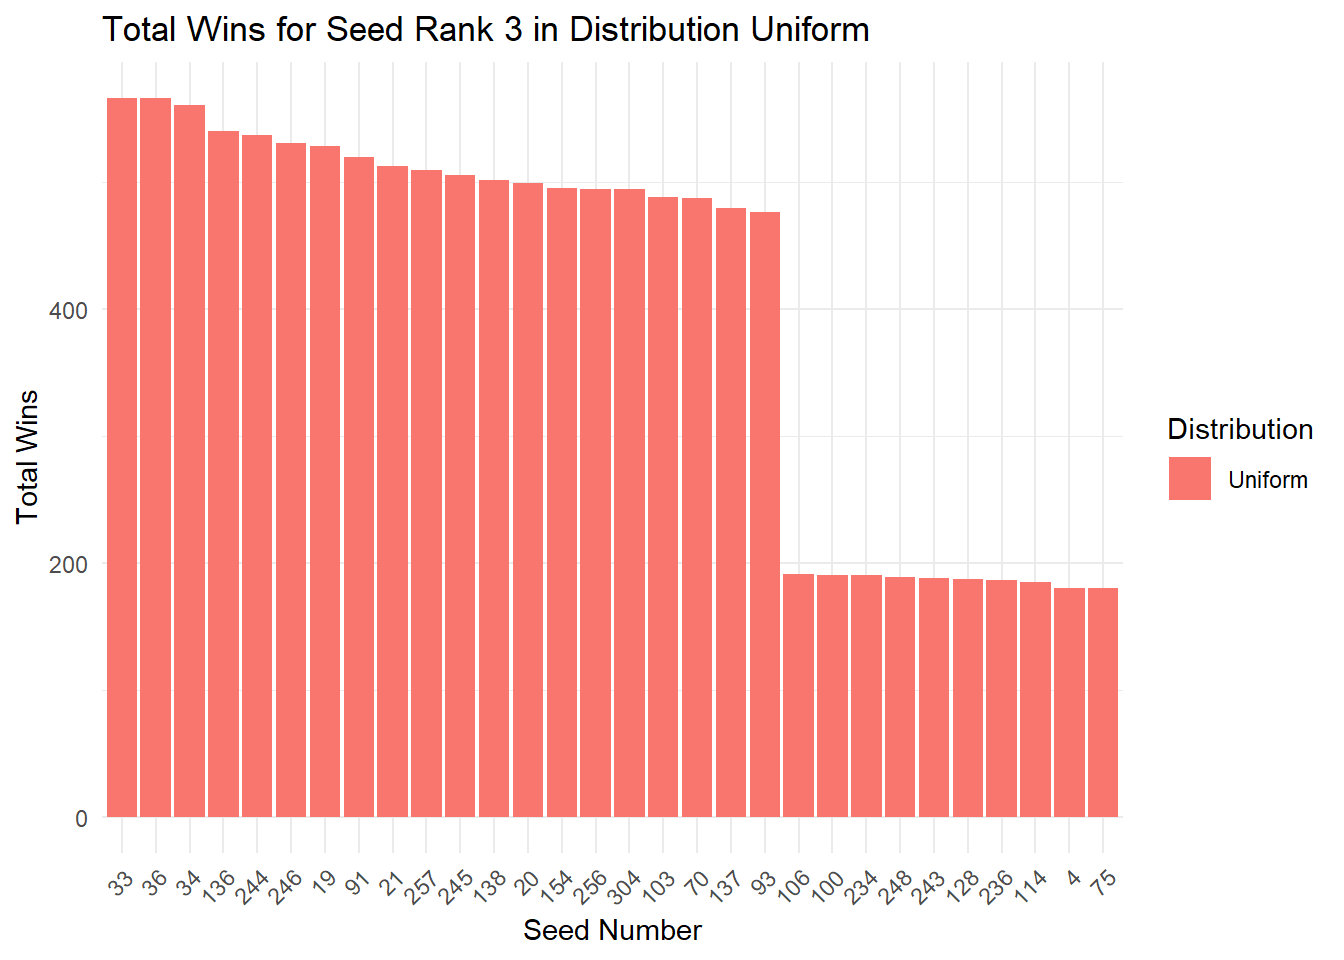 Total Wins for Seed Rank 3 in Distribution Uniform
Total Wins
400
200
0
33 36 34 136 244 246 19 91 21 257 245 138 20 154 256 304 103 70 137 93 106 100 234 248 243 128 236 114 4 75
Seed Number
Distribution
Uniform